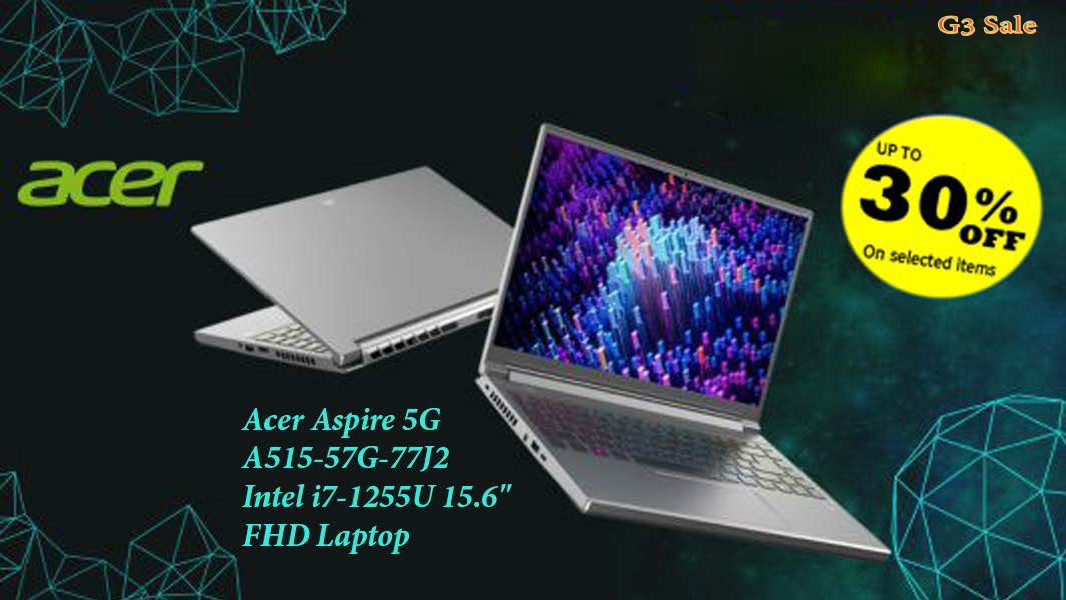 G3 Sale
acer
UP TO
30%
OFF
On selected items
Acer Aspire 5G
A515-57G-77J2
Intel i7-1255U 15.6"
FHD Laptop